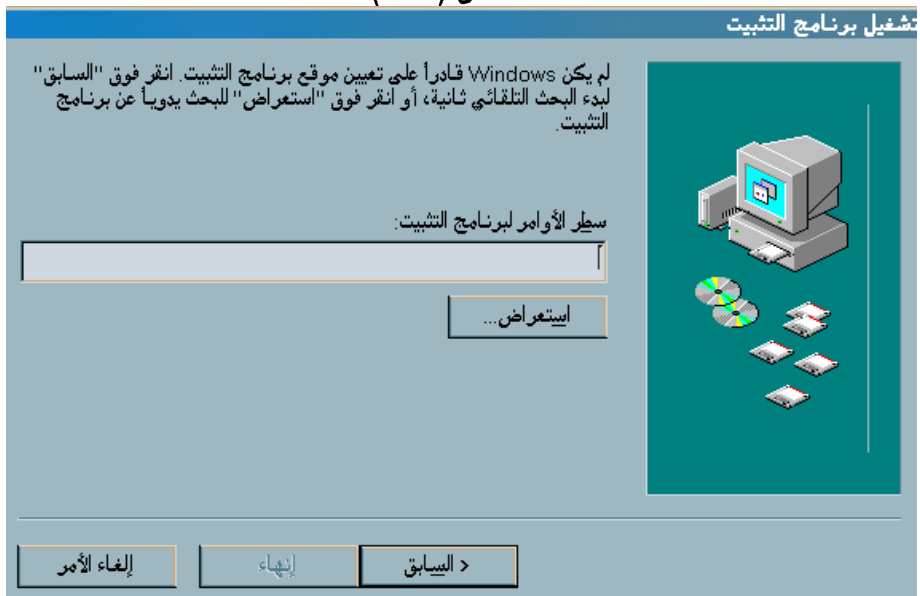 تشغيل برنامج التثبيت
لم يكن Windows قادراً على تعيين موقع برنامج التثبيت. انقر فوق "السابق"
لبدء البحث التلقائي ثانية، أو انقر فوق "استعراض" للبحث يدوياً عن برنامج
التثبيت.
سطر الأوامر لبرنامج التثبيت:
استعراض...
< السابق
إنهاء
إلغاء الأمر